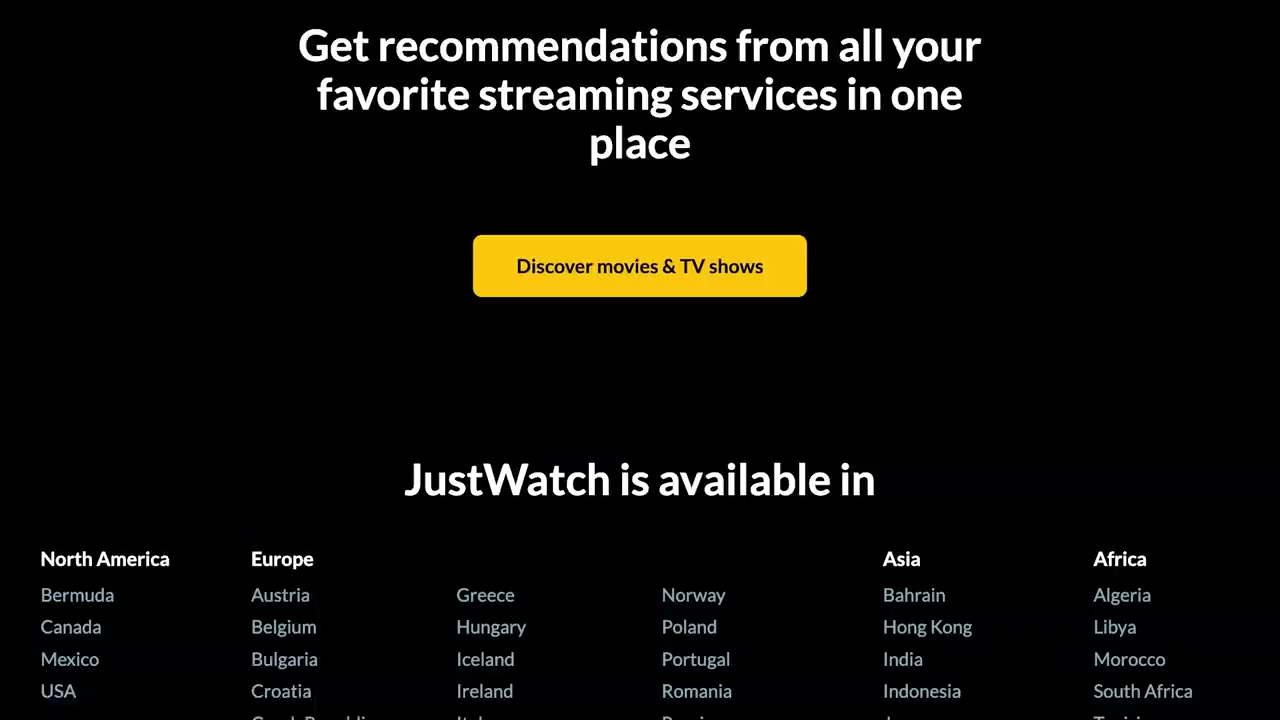 Get recommendations from all your
favorite streaming services in one
place
Discover movies & TV shows
JustWatch is available in
North America
Bermuda
Canada
Mexico
USA
Europe
Austria
Belgium
Bulgaria
Croatia
Greece
Hungary
Iceland
Ireland
Norway
Poland
Portugal
Romania
Asia
Bahrain
Hong Kong
India
Indonesia
Africa
Algeria
Libya
Morocco
South Africa